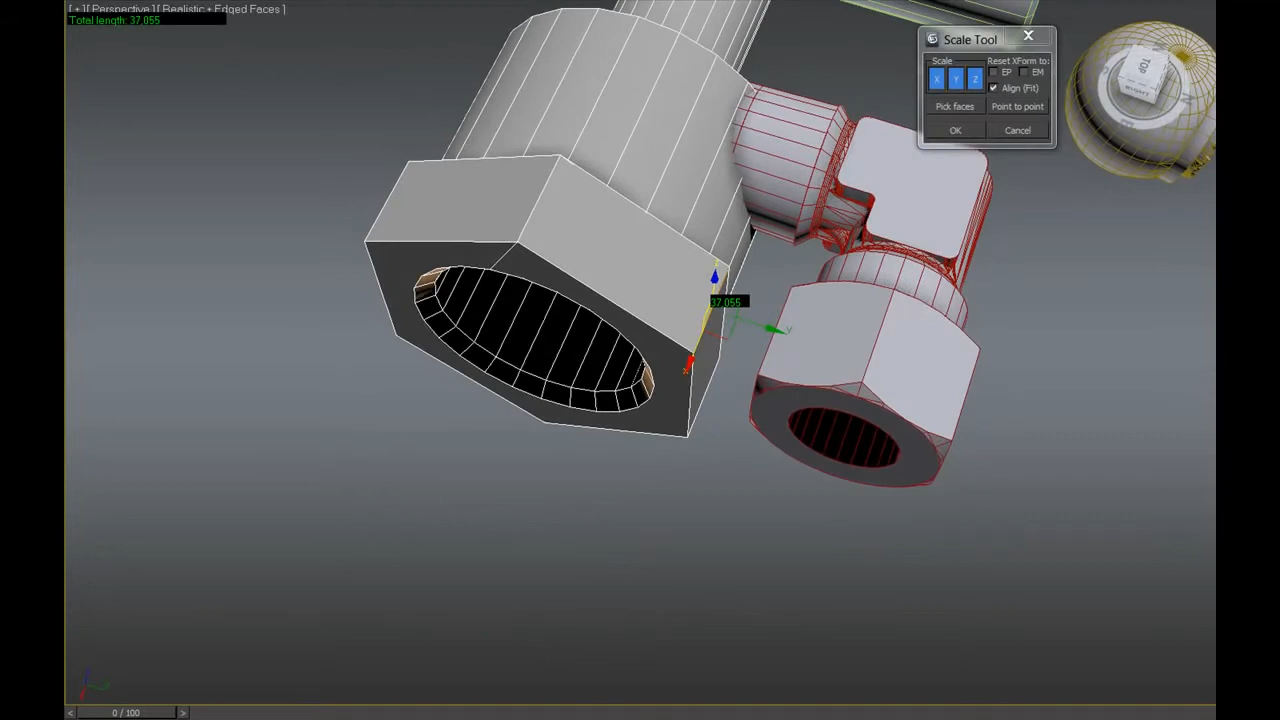 [ + ][ Perspective ][ Realistic + Edged Faces ]
Total length: 37,055
Scale Tool
Scale
Reset XForm to:
X Y Z
EP
EM
Align (Fit)
Pick faces
Point to point
OK
Cancel
TOP
37,055
y
x
0 / 100